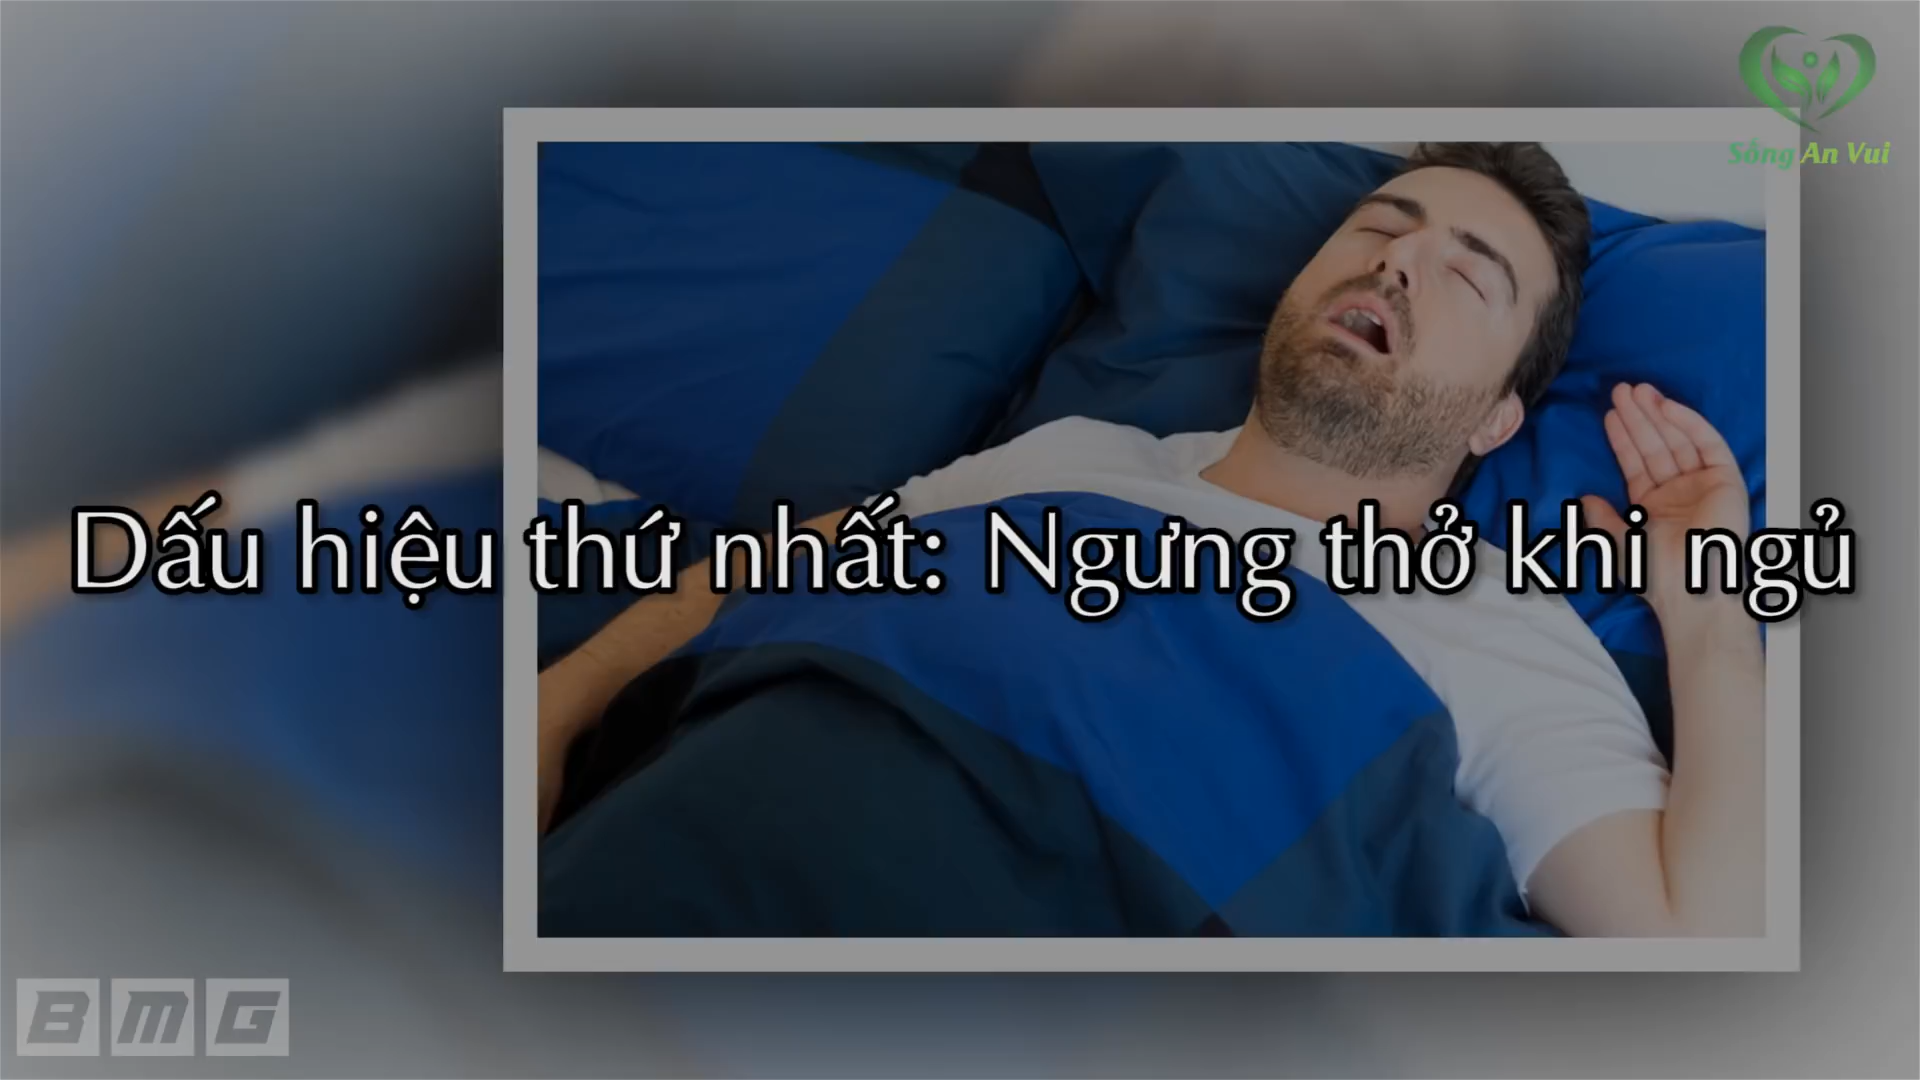 Sống An Vui
Dấu hiệu thứ nhất: Ngưng thở khi ngủ
BMG